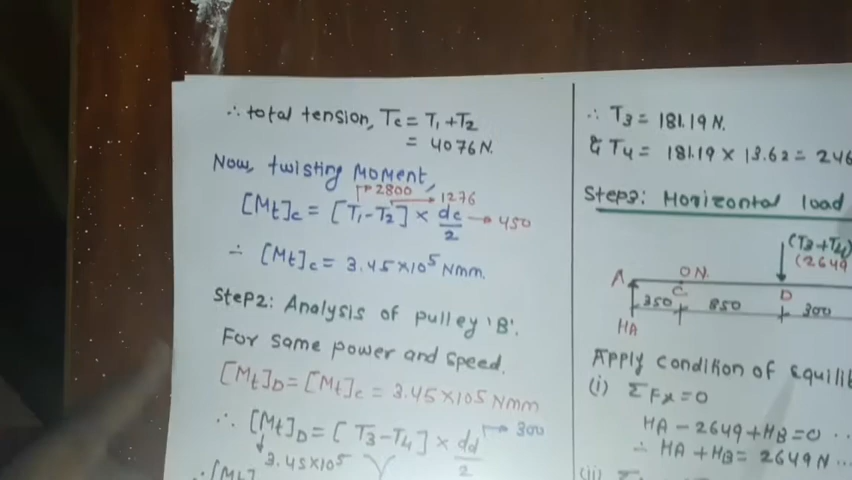 ∴ total tension, Tc = T1 + T2
= 4076 N.
Now, twisting MOMENT,
2800
1276
[Mt]c = [T1-T2] × dc/2 → 450
∴ [Mt]c = 3.45×10^5 Nmm.
Step2: Analysis of pulley 'B'.
For same power and speed.
[Mt]D = [Mt]c = 3.45×105 Nmm
∴ [Mt]D = [T3-T4] × dd/2 → 300
3.45×10^5
∴ [Mt]
∴ T3 = 181.19 N.
& T4 = 181.19 × 13.62 = 246
Step3: Horizontal load
(T3+T4)
(2649
A 0 N.
C D
350 850 300
HA
Apply condition of equilib
(i) ΣFx = 0
HA - 2649 + HB = 0 ...
∴ HA + HB = 2649 N ...
(ii)